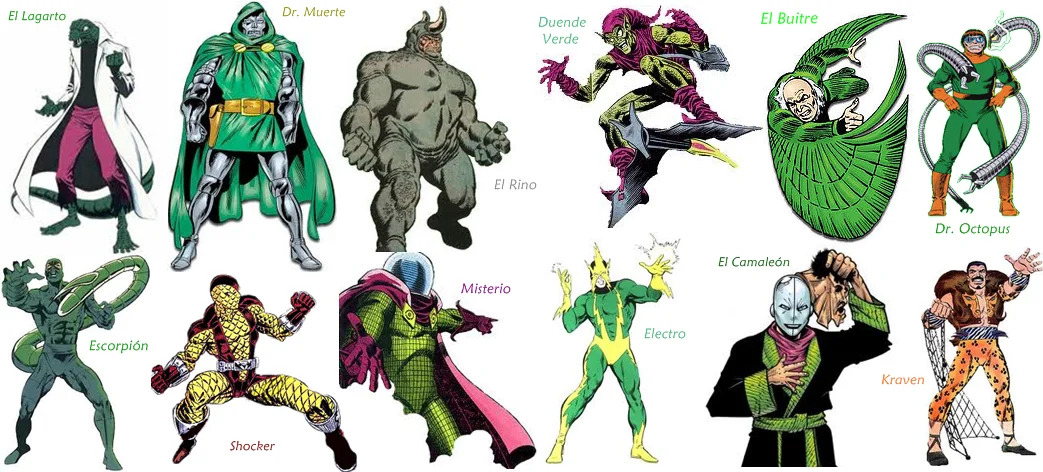 El Lagarto
Dr. Muerte
El Rino
Duende
Verde
El Buitre
Dr. Octopus
Escorpión
Shocker
Misterio
Electro
El Camaleón
Kraven